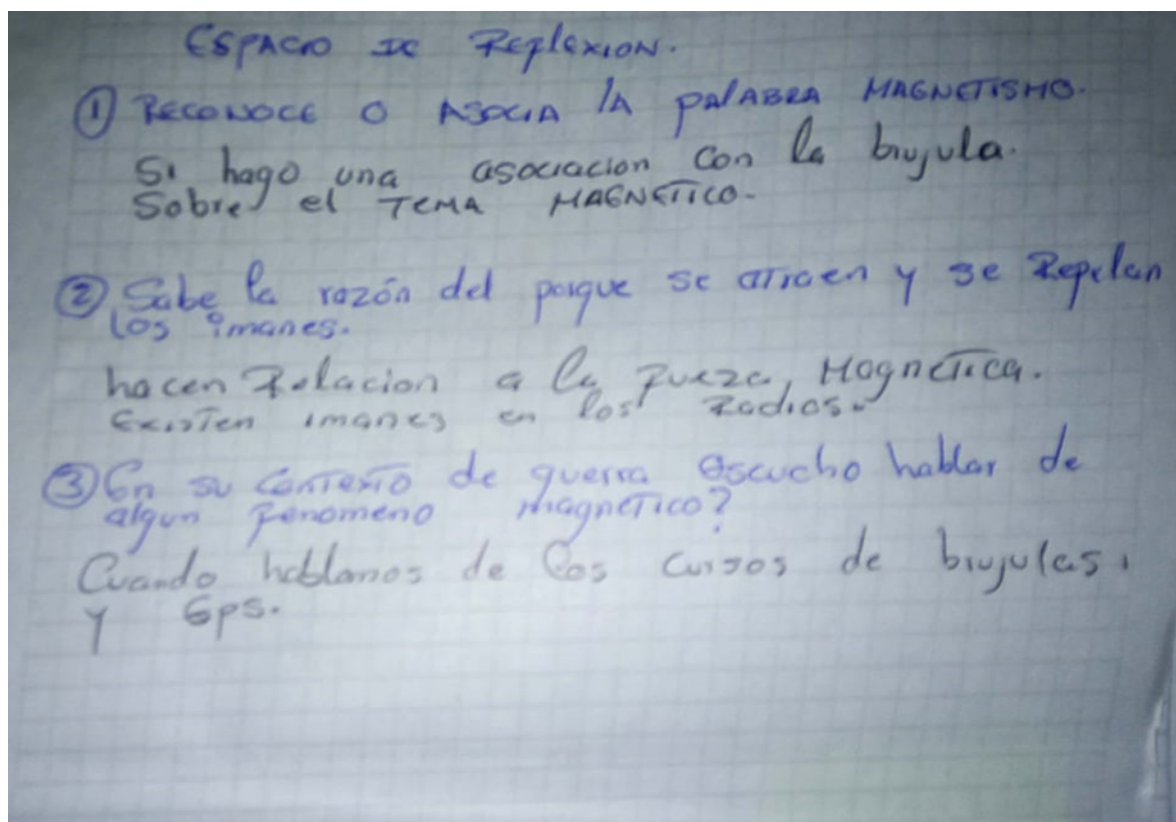 ESPACIO DE REFLEXION.
① RECONOCE O ASOCIA LA PALABRA MAGNETISMO.
Si hago una asociacion con la brujula.
Sobre el TEMA MAGNETICO.
② Sabe la razón del porque se atraen y se Repelan
los imanes.
hacen Relacion a la fuerza, Magnetica.
Existen imanes en los Radios.
③ En su contexto de guerra escucho hablar de
algun fenomeno magnetico?
Cuando hablamos de los cursos de brujulas.
y Gps.